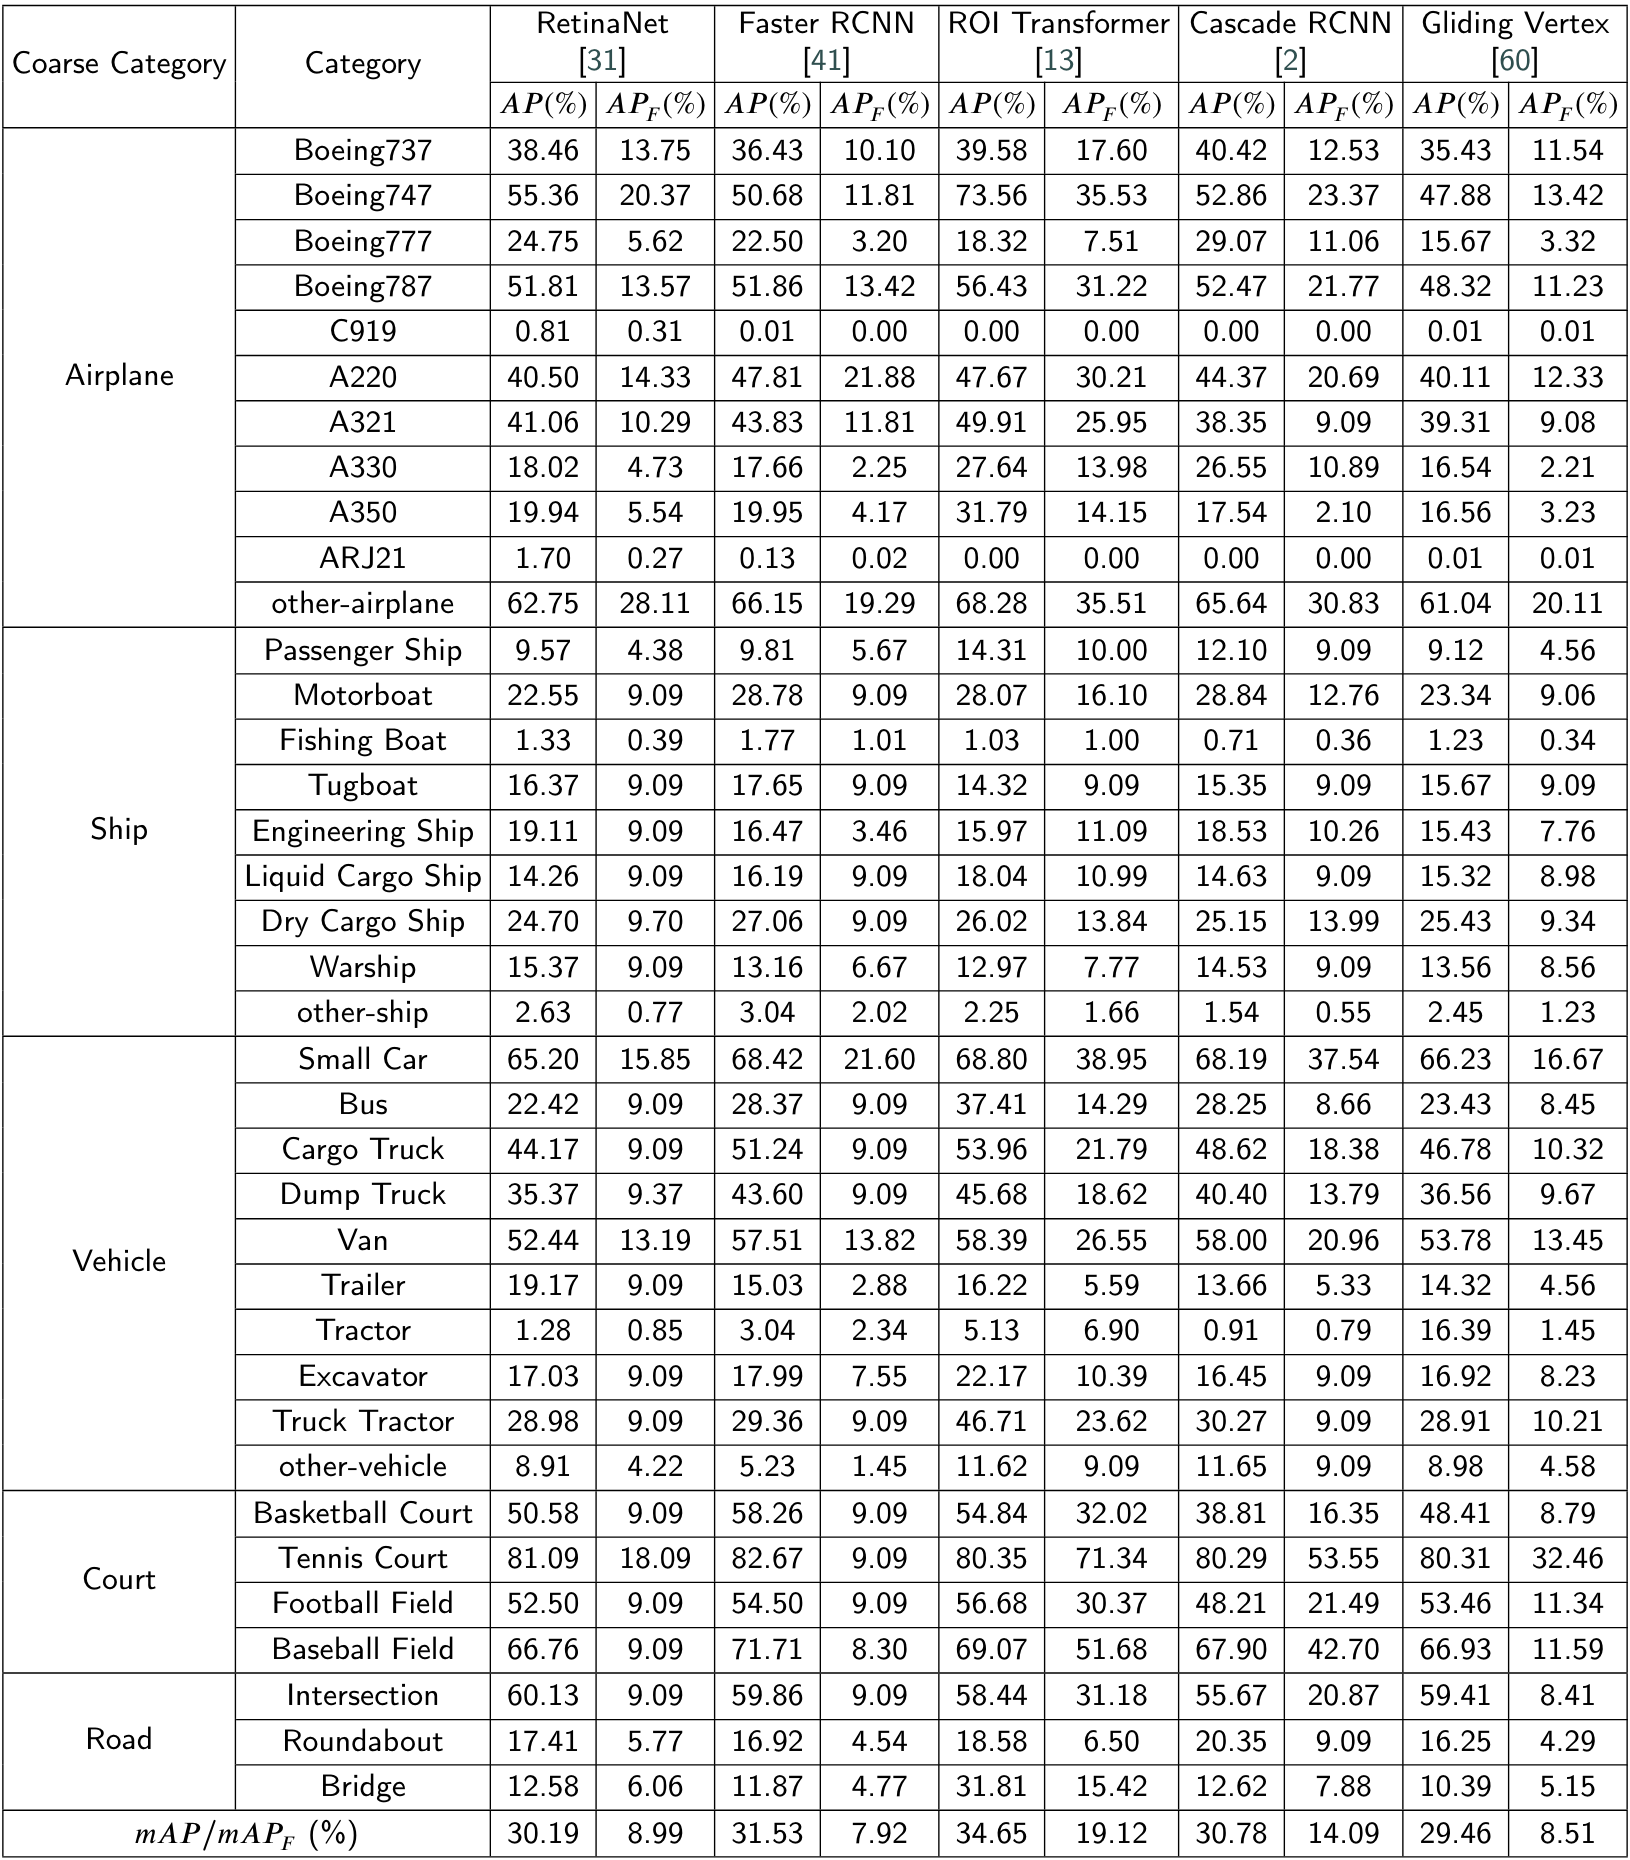 Coarse Category Category RetinaNet [31] Faster RCNN [41] ROI Transformer [13] Cascade RCNN [2] Gliding Vertex [60]
AP(%) AP_F(%) AP(%) AP_F(%) AP(%) AP_F(%) AP(%) AP_F(%) AP(%) AP_F(%)
Airplane
Boeing737 38.46 13.75 36.43 10.10 39.58 17.60 40.42 12.53 35.43 11.54
Boeing747 55.36 20.37 50.68 11.81 73.56 35.53 52.86 23.37 47.88 13.42
Boeing777 24.75 5.62 22.50 3.20 18.32 7.51 29.07 11.06 15.67 3.32
Boeing787 51.81 13.57 51.86 13.42 56.43 31.22 52.47 21.77 48.32 11.23
C919 0.81 0.31 0.01 0.00 0.00 0.00 0.00 0.00 0.01 0.01
A220 40.50 14.33 47.81 21.88 47.67 30.21 44.37 20.69 40.11 12.33
A321 41.06 10.29 43.83 11.81 49.91 25.95 38.35 9.09 39.31 9.08
A330 18.02 4.73 17.66 2.25 27.64 13.98 26.55 10.89 16.54 2.21
A350 19.94 5.54 19.95 4.17 31.79 14.15 17.54 2.10 16.56 3.23
ARJ21 1.70 0.27 0.13 0.02 0.00 0.00 0.00 0.00 0.01 0.01
other-airplane 62.75 28.11 66.15 19.29 68.28 35.51 65.64 30.83 61.04 20.11
Ship
Passenger Ship 9.57 4.38 9.81 5.67 14.31 10.00 12.10 9.09 9.12 4.56
Motorboat 22.55 9.09 28.78 9.09 28.07 16.10 28.84 12.76 23.34 9.06
Fishing Boat 1.33 0.39 1.77 1.01 1.03 1.00 0.71 0.36 1.23 0.34
Tugboat 16.37 9.09 17.65 9.09 14.32 9.09 15.35 9.09 15.67 9.09
Engineering Ship 19.11 9.09 16.47 3.46 15.97 11.09 18.53 10.26 15.43 7.76
Liquid Cargo Ship 14.26 9.09 16.19 9.09 18.04 10.99 14.63 9.09 15.32 8.98
Dry Cargo Ship 24.70 9.70 27.06 9.09 26.02 13.84 25.15 13.99 25.43 9.34
Warship 15.37 9.09 13.16 6.67 12.97 7.77 14.53 9.09 13.56 8.56
other-ship 2.63 0.77 3.04 2.02 2.25 1.66 1.54 0.55 2.45 1.23
Vehicle
Small Car 65.20 15.85 68.42 21.60 68.80 38.95 68.19 37.54 66.23 16.67
Bus 22.42 9.09 28.37 9.09 37.41 14.29 28.25 8.66 23.43 8.45
Cargo Truck 44.17 9.09 51.24 9.09 53.96 21.79 48.62 18.38 46.78 10.32
Dump Truck 35.37 9.37 43.60 9.09 45.68 18.62 40.40 13.79 36.56 9.67
Van 52.44 13.19 57.51 13.82 58.39 26.55 58.00 20.96 53.78 13.45
Trailer 19.17 9.09 15.03 2.88 16.22 5.59 13.66 5.33 14.32 4.56
Tractor 1.28 0.85 3.04 2.34 5.13 6.90 0.91 0.79 16.39 1.45
Excavator 17.03 9.09 17.99 7.55 22.17 10.39 16.45 9.09 16.92 8.23
Truck Tractor 28.98 9.09 29.36 9.09 46.71 23.62 30.27 9.09 28.91 10.21
other-vehicle 8.91 4.22 5.23 1.45 11.62 9.09 11.65 9.09 8.98 4.58
Court
Basketball Court 50.58 9.09 58.26 9.09 54.84 32.02 38.81 16.35 48.41 8.79
Tennis Court 81.09 18.09 82.67 9.09 80.35 71.34 80.29 53.55 80.31 32.46
Football Field 52.50 9.09 54.50 9.09 56.68 30.37 48.21 21.49 53.46 11.34
Baseball Field 66.76 9.09 71.71 8.30 69.07 51.68 67.90 42.70 66.93 11.59
Road
Intersection 60.13 9.09 59.86 9.09 58.44 31.18 55.67 20.87 59.41 8.41
Roundabout 17.41 5.77 16.92 4.54 18.58 6.50 20.35 9.09 16.25 4.29
Bridge 12.58 6.06 11.87 4.77 31.81 15.42 12.62 7.88 10.39 5.15
mAP/mAP_F (%) 30.19 8.99 31.53 7.92 34.65 19.12 30.78 14.09 29.46 8.51